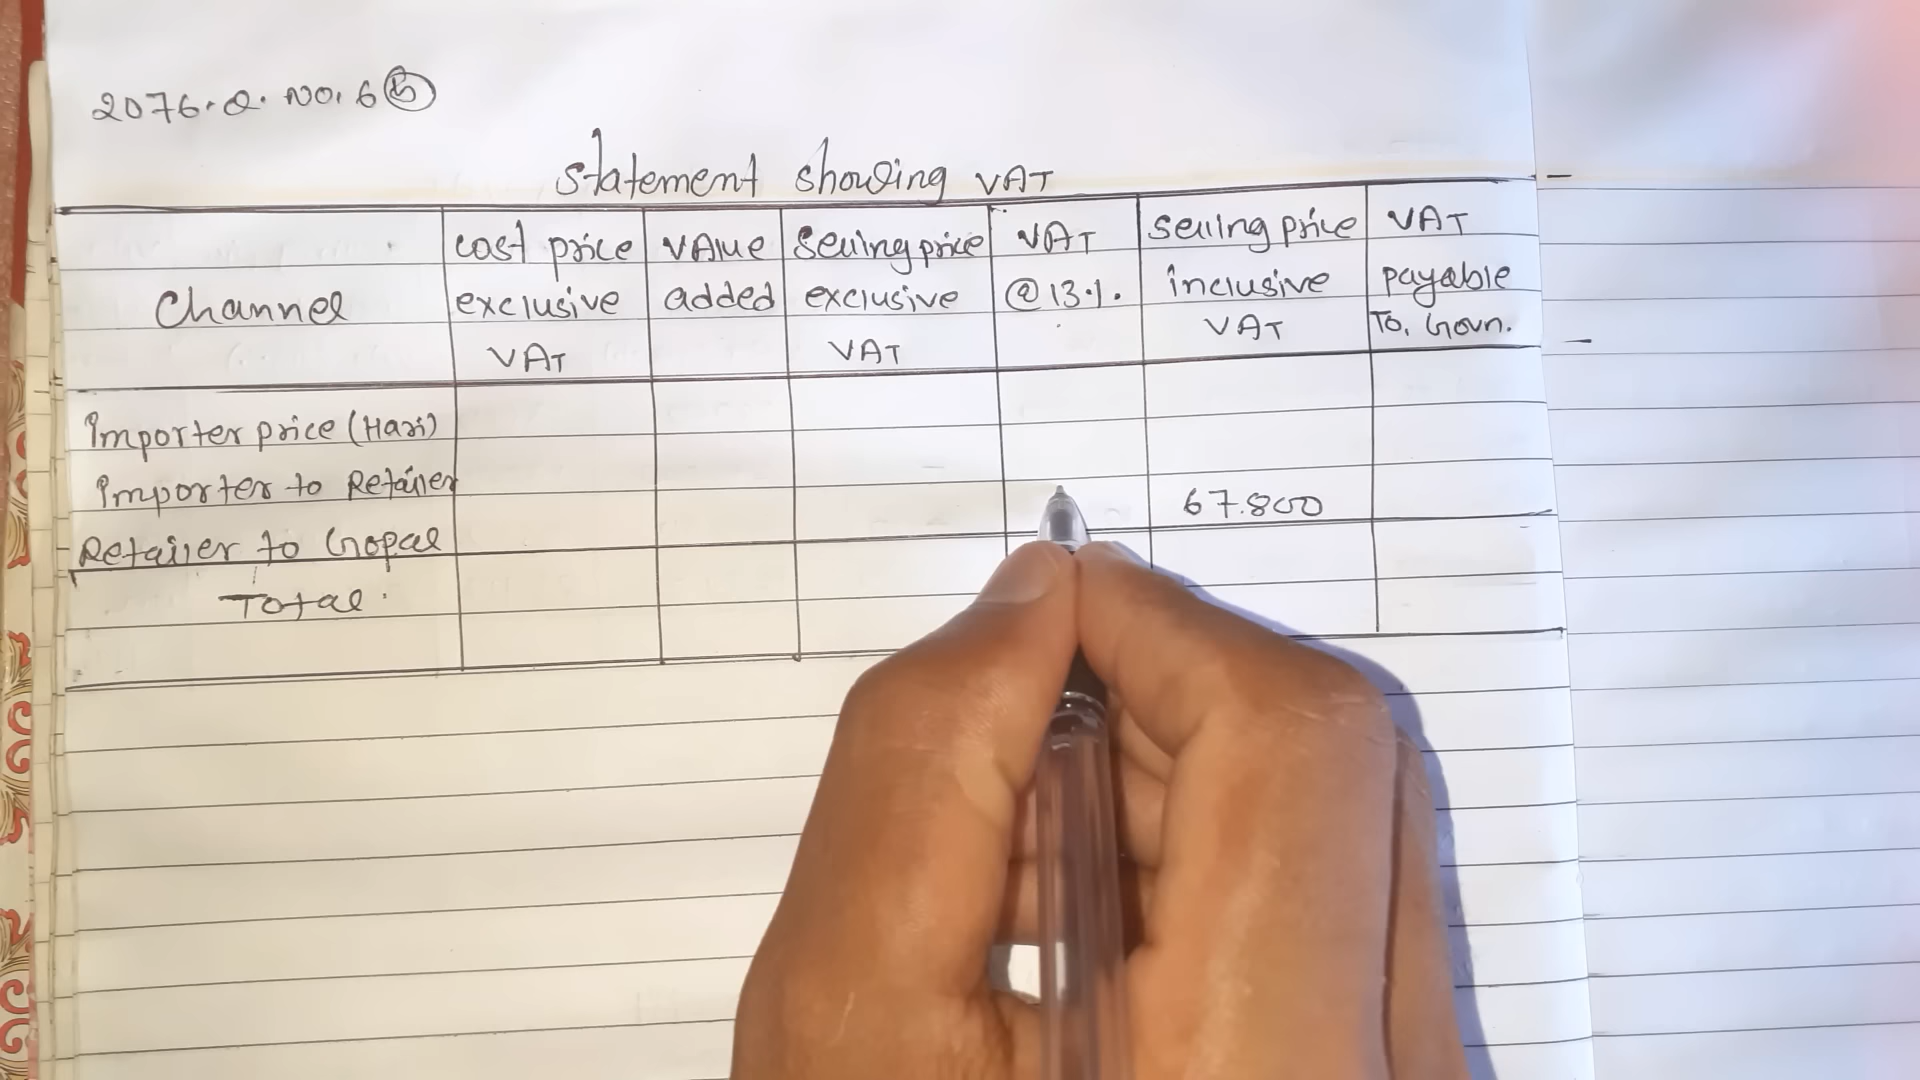 2076.Q. NO. 6 (b)
Statement showing VAT
Channel
cost price exclusive VAT
VAlue added
Selling price exclusive VAT
VAT @ 13%.
Selling price inclusive VAT
VAT payable To, Govn.
Importer price (Hari)
Importer to Retailer
67.800
Retailer to Gopal
Total.